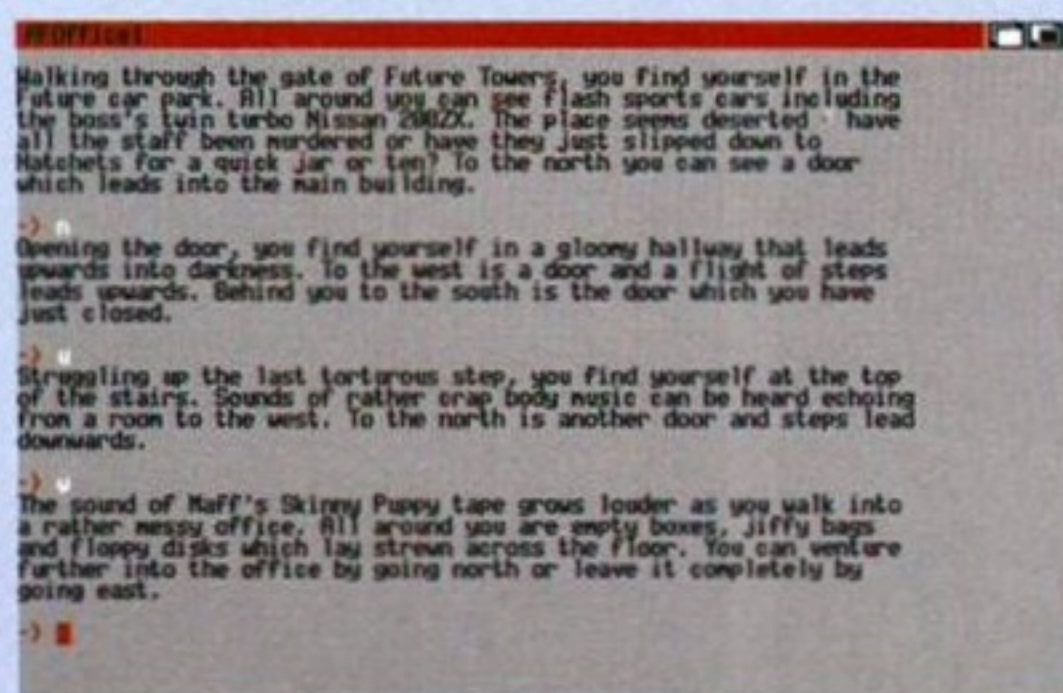 MFOffice1
Walking through the gate of Future Towers, you find yourself in the
Future car park. All around you can see flash sports cars including
the boss's twin turbo Nissan 200ZX. The place seems deserted ` have
all the staff been murdered or have they just slipped down to
Hatchets for a quick jar or ten? To the north you can see a door
which leads into the main building.
-) n
Opening the door, you find yourself in a gloomy hallway that leads
upwards into darkness. To the west is a door and a flight of steps
leads upwards. Behind you to the south is the door which you have
just closed.
-) u
Struggling up the last torturous step, you find yourself at the top
of the stairs. Sounds of rather crap body music can be heard echoing
from a room to the west. To the north is another door and steps lead
downwards.
-) w
The sound of Maff's Skinny Puppy tape grows louder as you walk into
a rather messy office. All around you are empty boxes, jiffy bags
and floppy disks which lay strewn across the floor. You can venture
further into the office by going north or leave it completely by
going east.
-)